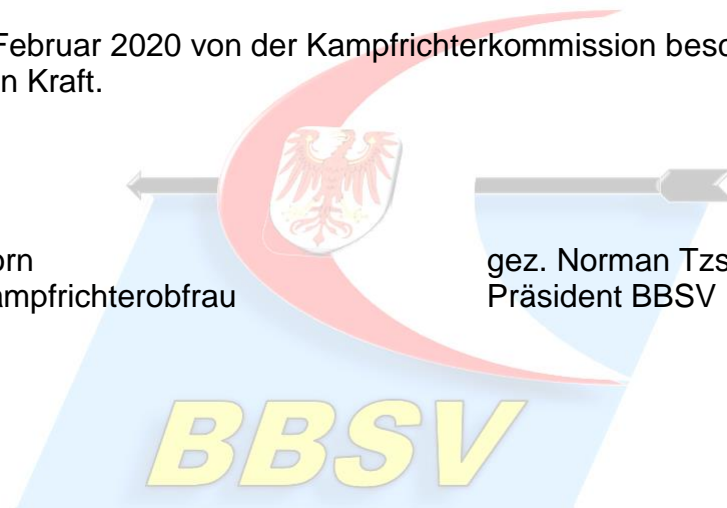 Februar 2020 von der Kampfrichterkommission besc
n Kraft.
orn
gez. Norman Tzs
ampfrichterobfrau
Präsident BBSV
BBSV